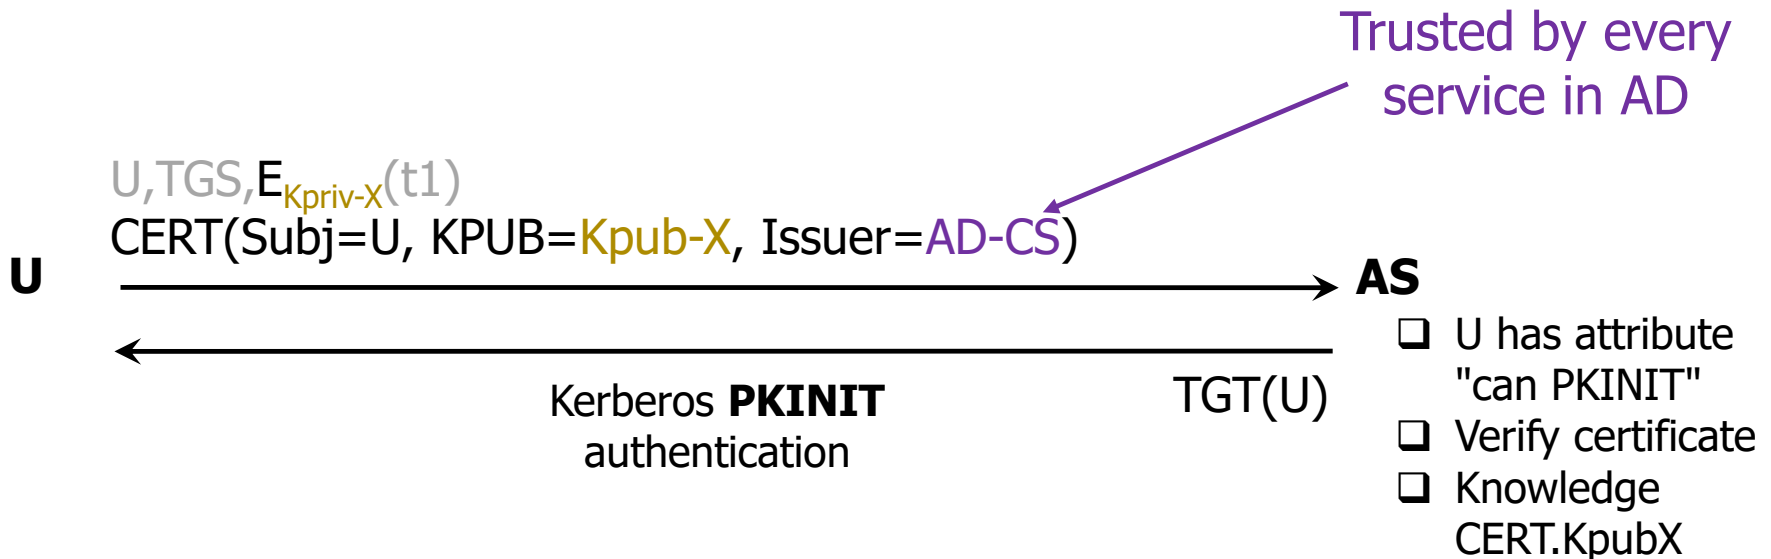 Trusted by every
service in AD
U,TGS,E_Kpriv-X(t1)
CERT(Subj=U, KPUB=Kpub-X, Issuer=AD-CS)
U
AS
Kerberos PKINIT
authentication
TGT(U)
❑ U has attribute
"can PKINIT"
❑ Verify certificate
❑ Knowledge
CERT.KpubX